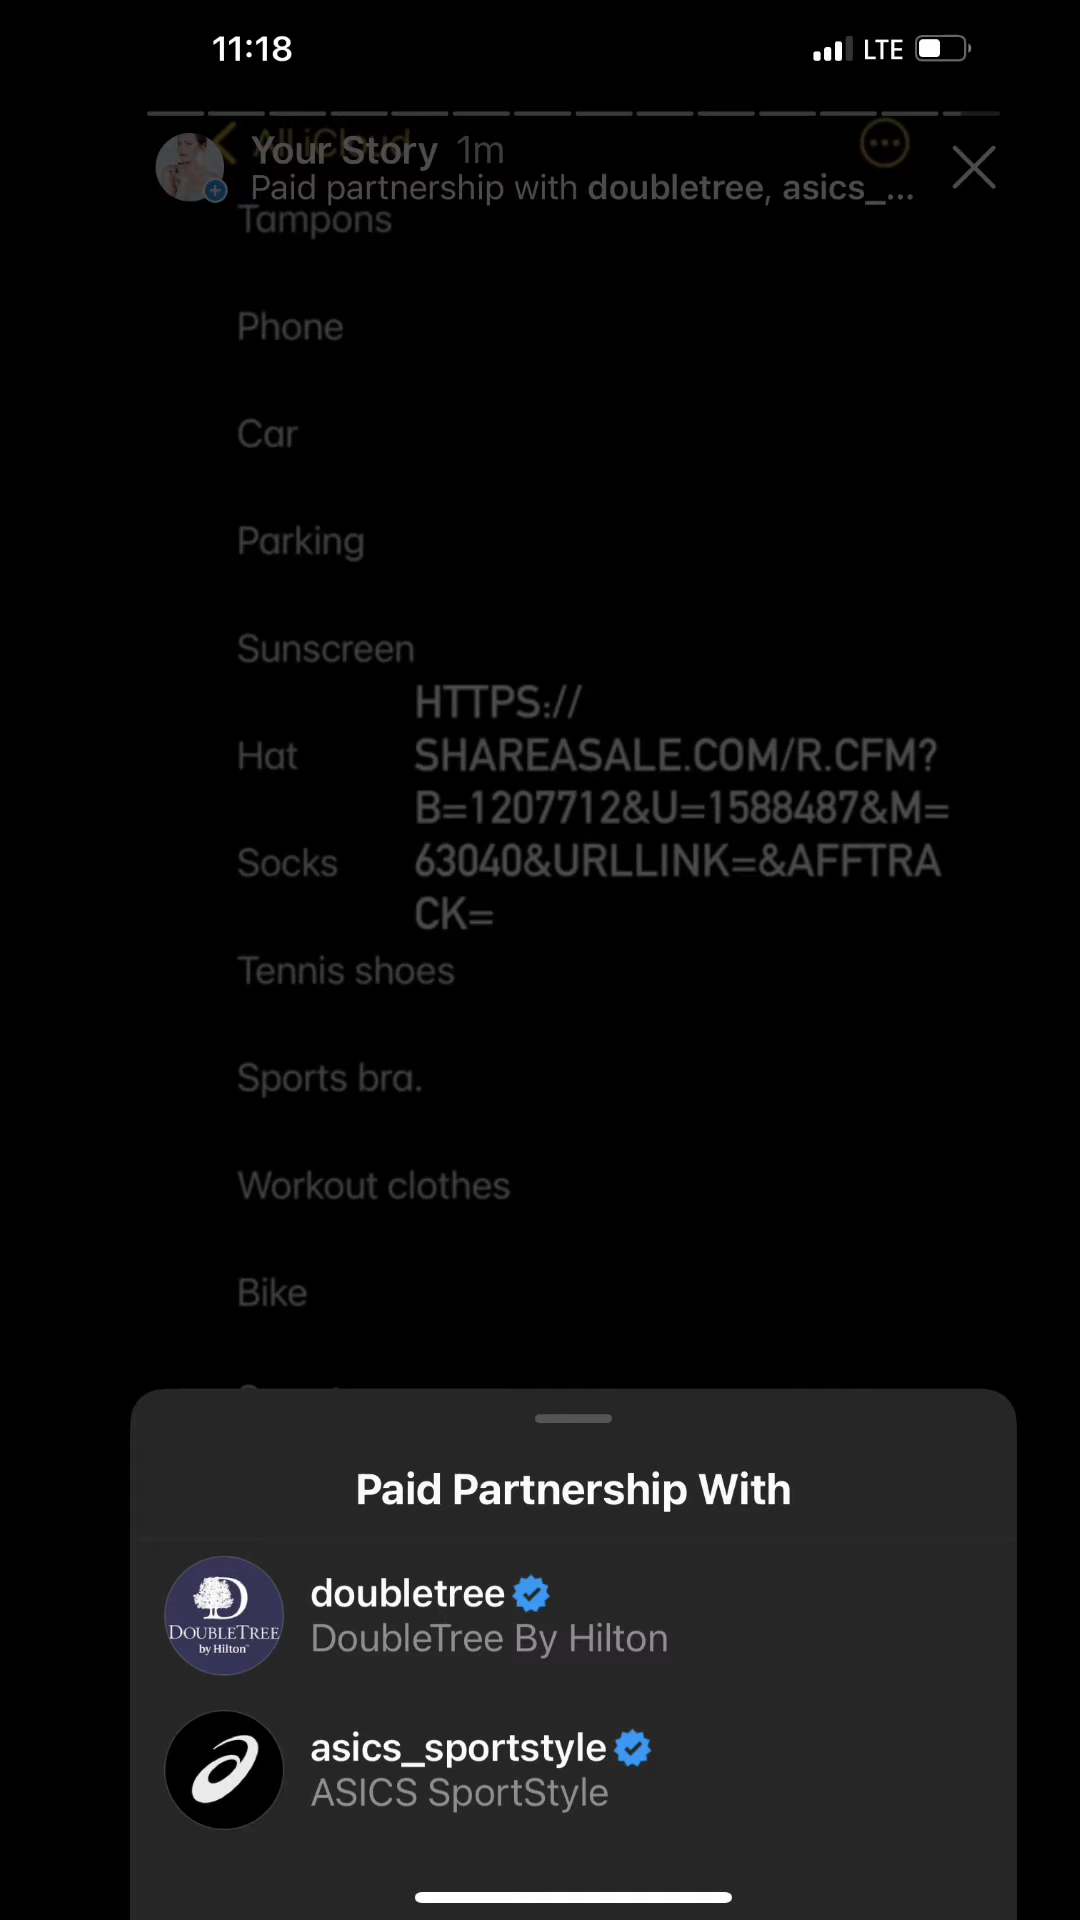 11:18
LTE
All iCloud
Your Story 1m
Paid partnership with doubletree, asics_...
Tampons
Phone
Car
Parking
Sunscreen
HTTPS://
Hat
SHAREASALE.COM/R.CFM?
B=1207712&U=1588487&M=
Socks
63040&URLLINK=&AFFTRA
CK=
Tennis shoes
Sports bra.
Workout clothes
Bike
Paid Partnership With
doubletree
DoubleTree By Hilton
DOUBLETREE
by Hilton
asics_sportstyle
ASICS SportStyle